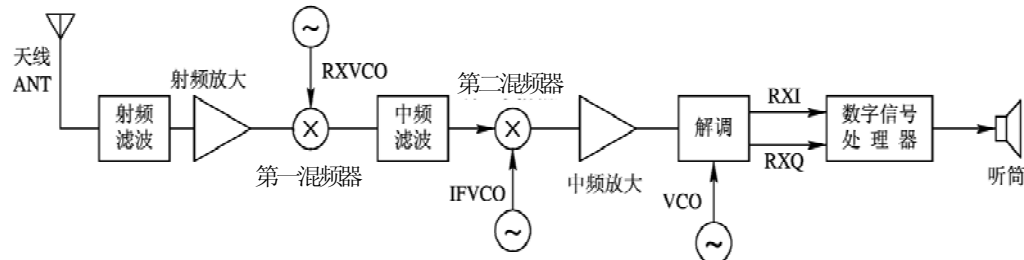 天线
ANT
射频
滤波
射频放大
RXVCO
~
X
第一混频器
中频
滤波
第二混频器
X
IFVCO
~
中频放大
解调
VCO
~
RXI
RXQ
数字信号
处 理 器
听筒